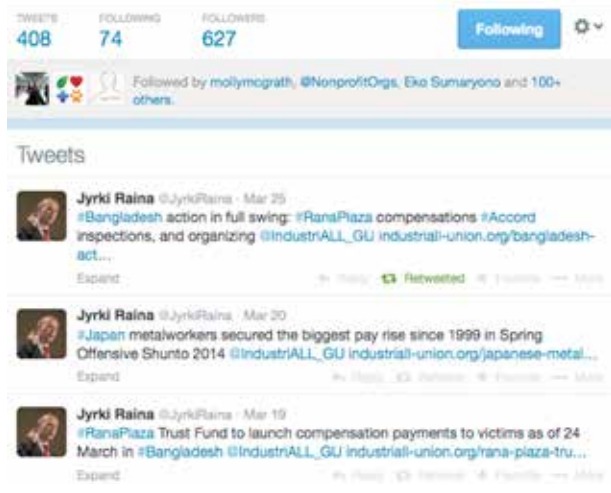 TWEETS FOLLOWING FOLLOWERS
408 74 627
Following
Followed by mollymcgrath, @NonprofitOrgs, Eko Sumaryono and 100+
others.
Tweets
Jyrki Raina @JyrkiRaina · Mar 25
#Bangladesh action in full swing: #RanaPlaza compensations #Accord
inspections, and organizing @IndustriALL_GU industriall-union.org/bangladesh-
act...
Expand Reply Retweeted Favorite More
Jyrki Raina @JyrkiRaina · Mar 20
#Japan metalworkers secured the biggest pay rise since 1999 in Spring
Offensive Shunto 2014 @IndustriALL_GU industriall-union.org/japanese-metal...
Expand Reply Retweet Favorite More
Jyrki Raina @JyrkiRaina · Mar 19
#RanaPlaza Trust Fund to launch compensation payments to victims as of 24
March in #Bangladesh @IndustriALL_GU industriall-union.org/rana-plaza-tru...
Expand Reply Retweet Favorite More